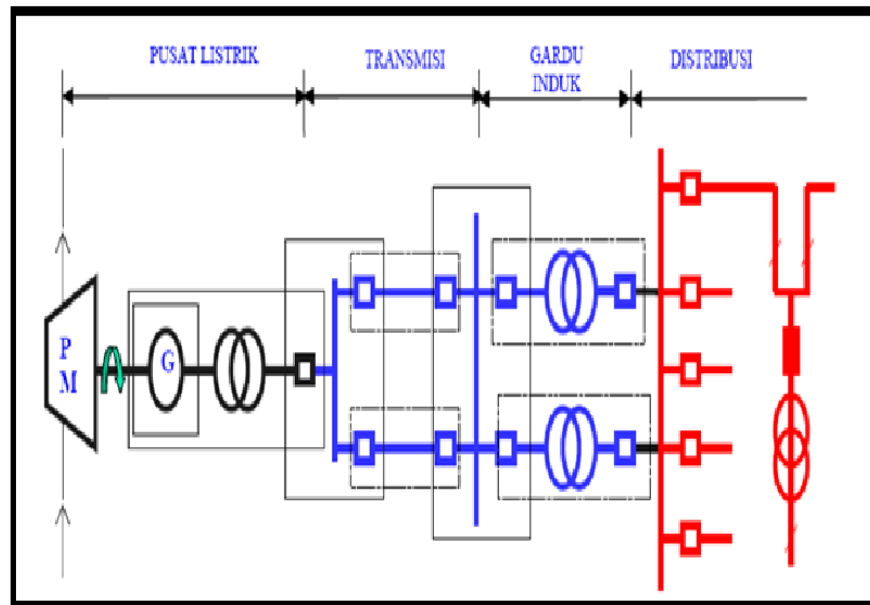 PUSAT LISTRIK
TRANSMISI
GARDU
INDUK
DISTRIBUSI
P
M
G